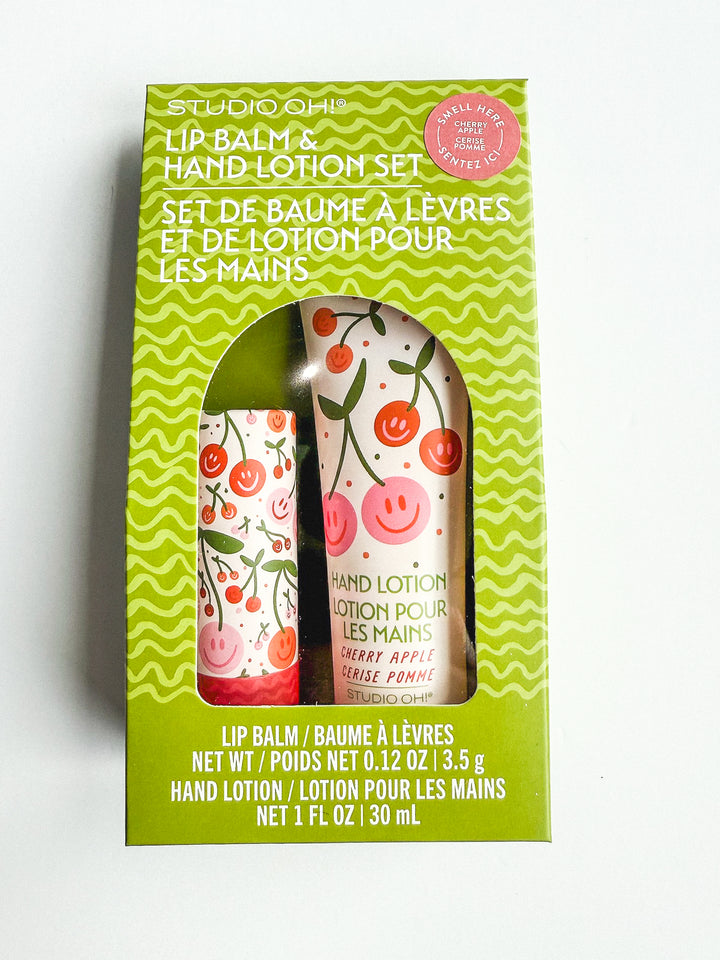 STUDIO OH!®
LIP BALM &
HAND LOTION SET
SET DE BAUME À LÈVRES
ET DE LOTION POUR
LES MAINS
SMELL HERE
CHERRY
APPLE
CERISE
POMME
SENTEZ ICI
HAND LOTION
LOTION POUR
LES MAINS
CHERRY APPLE
CERISE POMME
STUDIO OH!®
LIP BALM / BAUME À LÈVRES
NET WT / POIDS NET 0.12 OZ | 3.5 g
HAND LOTION / LOTION POUR LES MAINS
NET 1 FL OZ | 30 mL